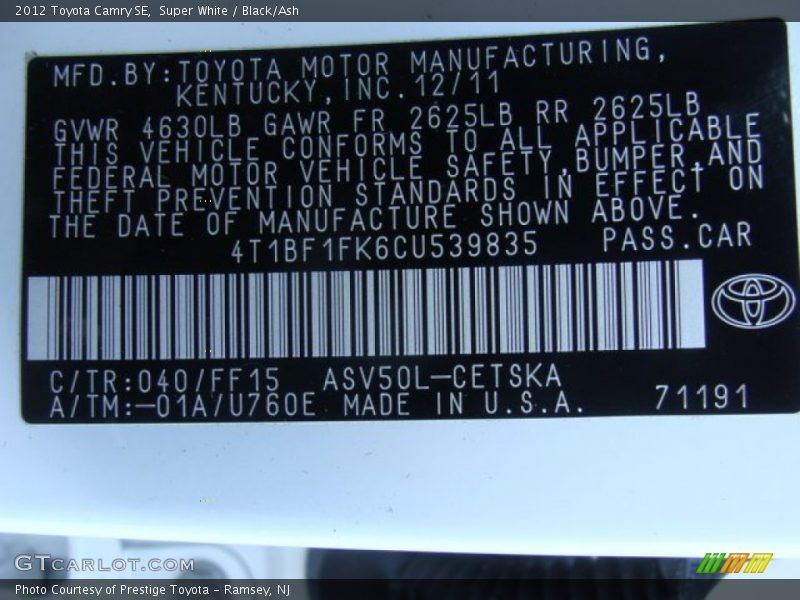 2012 Toyota Camry SE, Super White / Black/Ash
MFD.BY:TOYOTA MOTOR MANUFACTURING,
KENTUCKY,INC.12/11
GVWR 4630LB GAWR FR 2625LB RR 2625LB
THIS VEHICLE CONFORMS TO ALL APPLICABLE
FEDERAL MOTOR VEHICLE SAFETY,BUMPER,AND
THEFT PREVENTION STANDARDS IN EFFECT ON
THE DATE OF MANUFACTURE SHOWN ABOVE.
4T1BF1FK6CU539835 PASS.CAR
C/TR:040/FF15 ASV50L-CETSKA
A/TM:-01A/U760E MADE IN U.S.A. 71191
GTCARLOT.COM
Photo Courtesy of Prestige Toyota - Ramsey, NJ